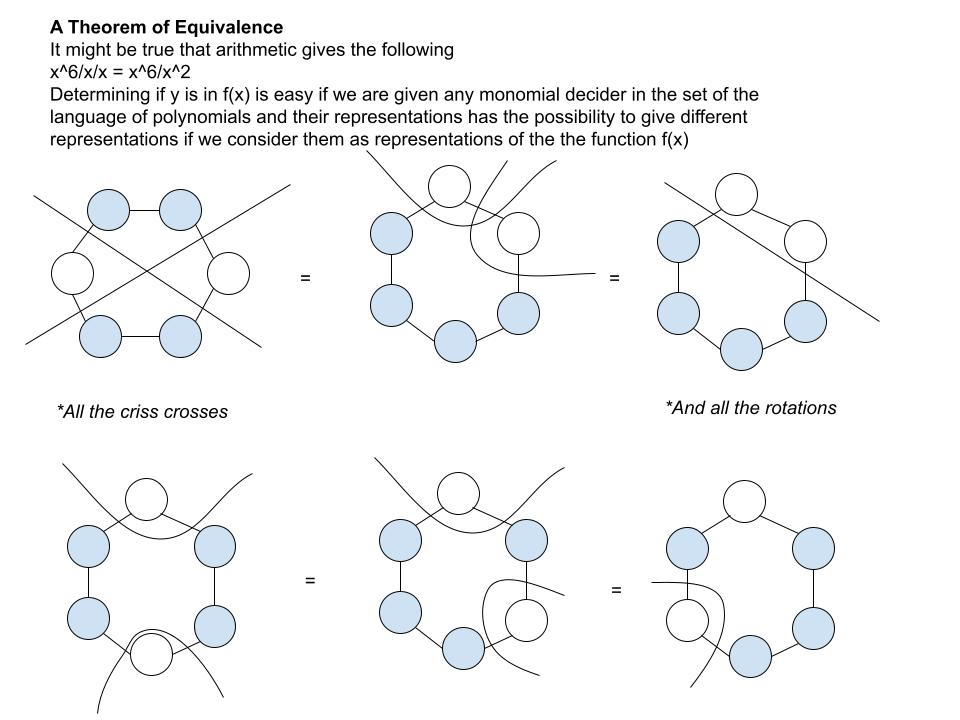 A Theorem of Equivalence
It might be true that arithmetic gives the following
x^6/x/x = x^6/x^2
Determining if y is in f(x) is easy if we are given any monomial decider in the set of the
language of polynomials and their representations has the possibility to give different
representations if we consider them as representations of the the function f(x)
= =
*All the criss crosses
*And all the rotations
= =